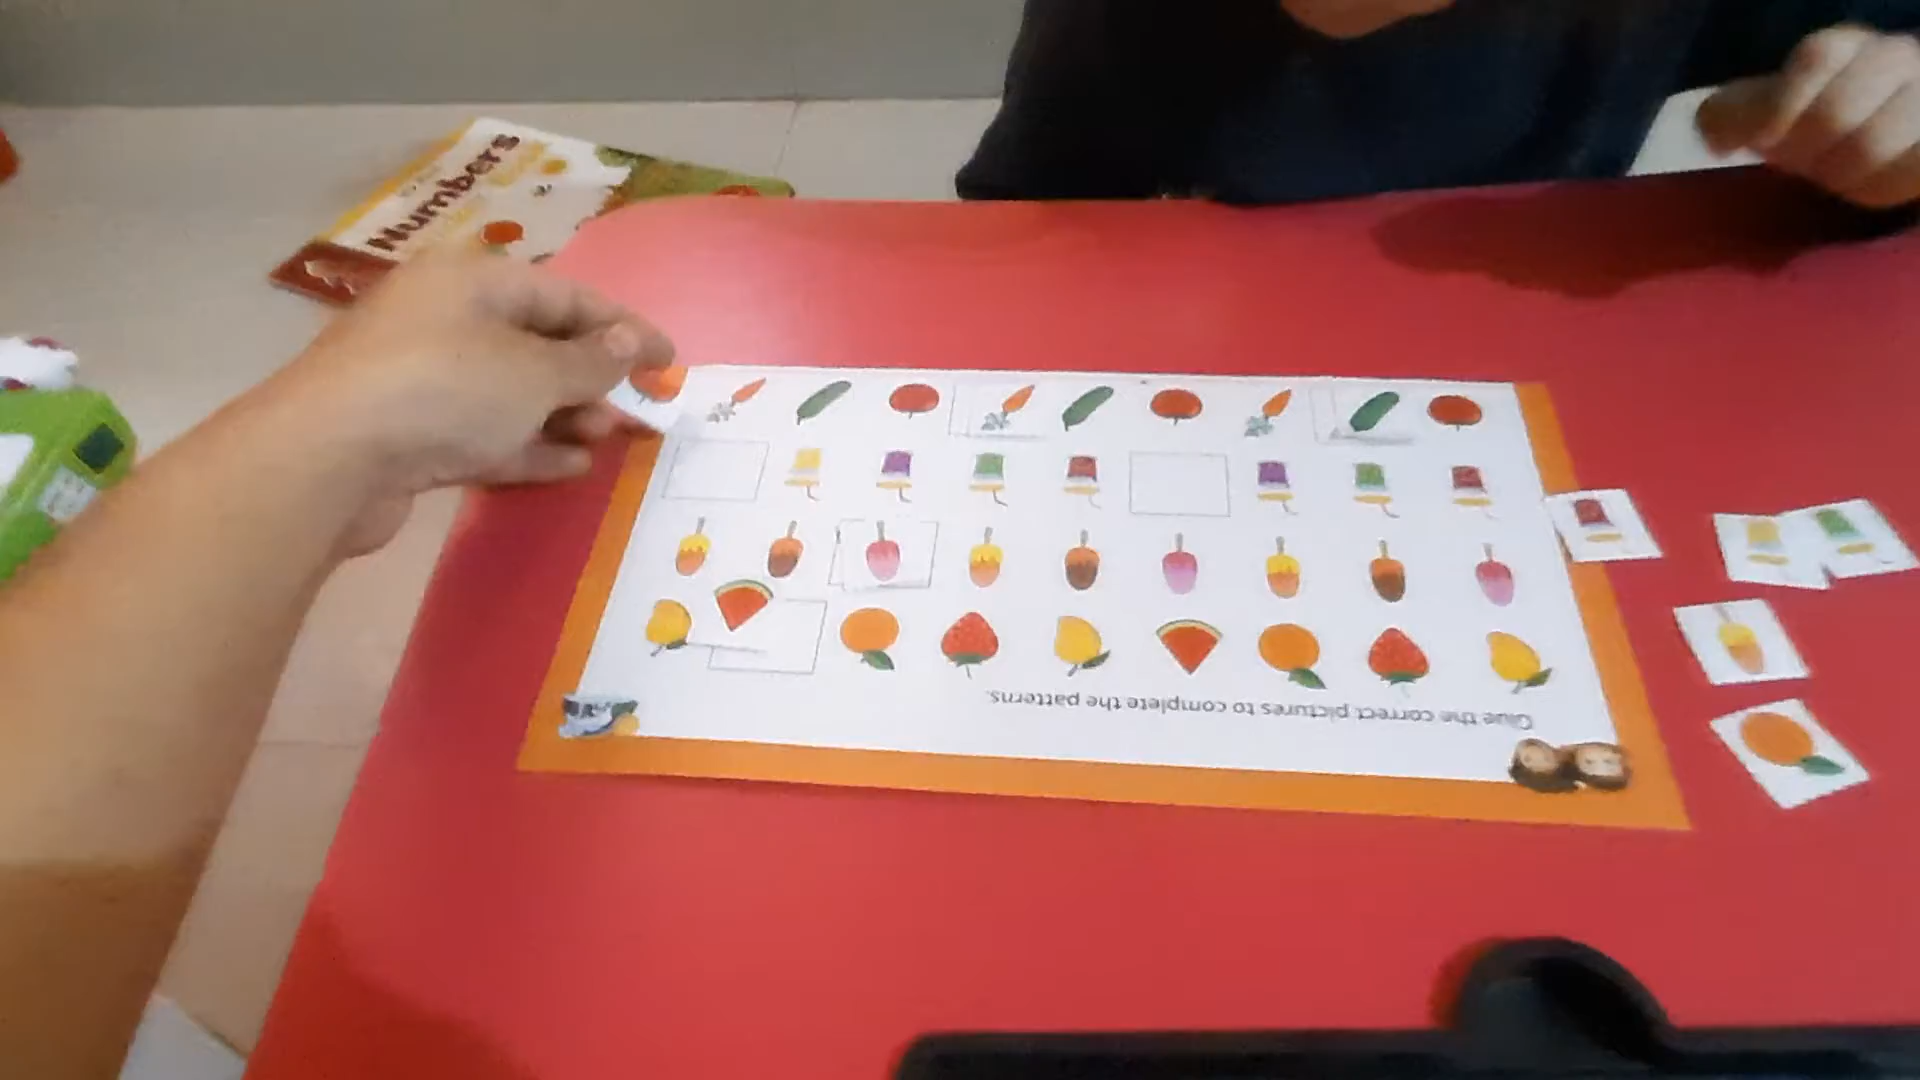 Numbers
Glue the correct pictures to complete the patterns.